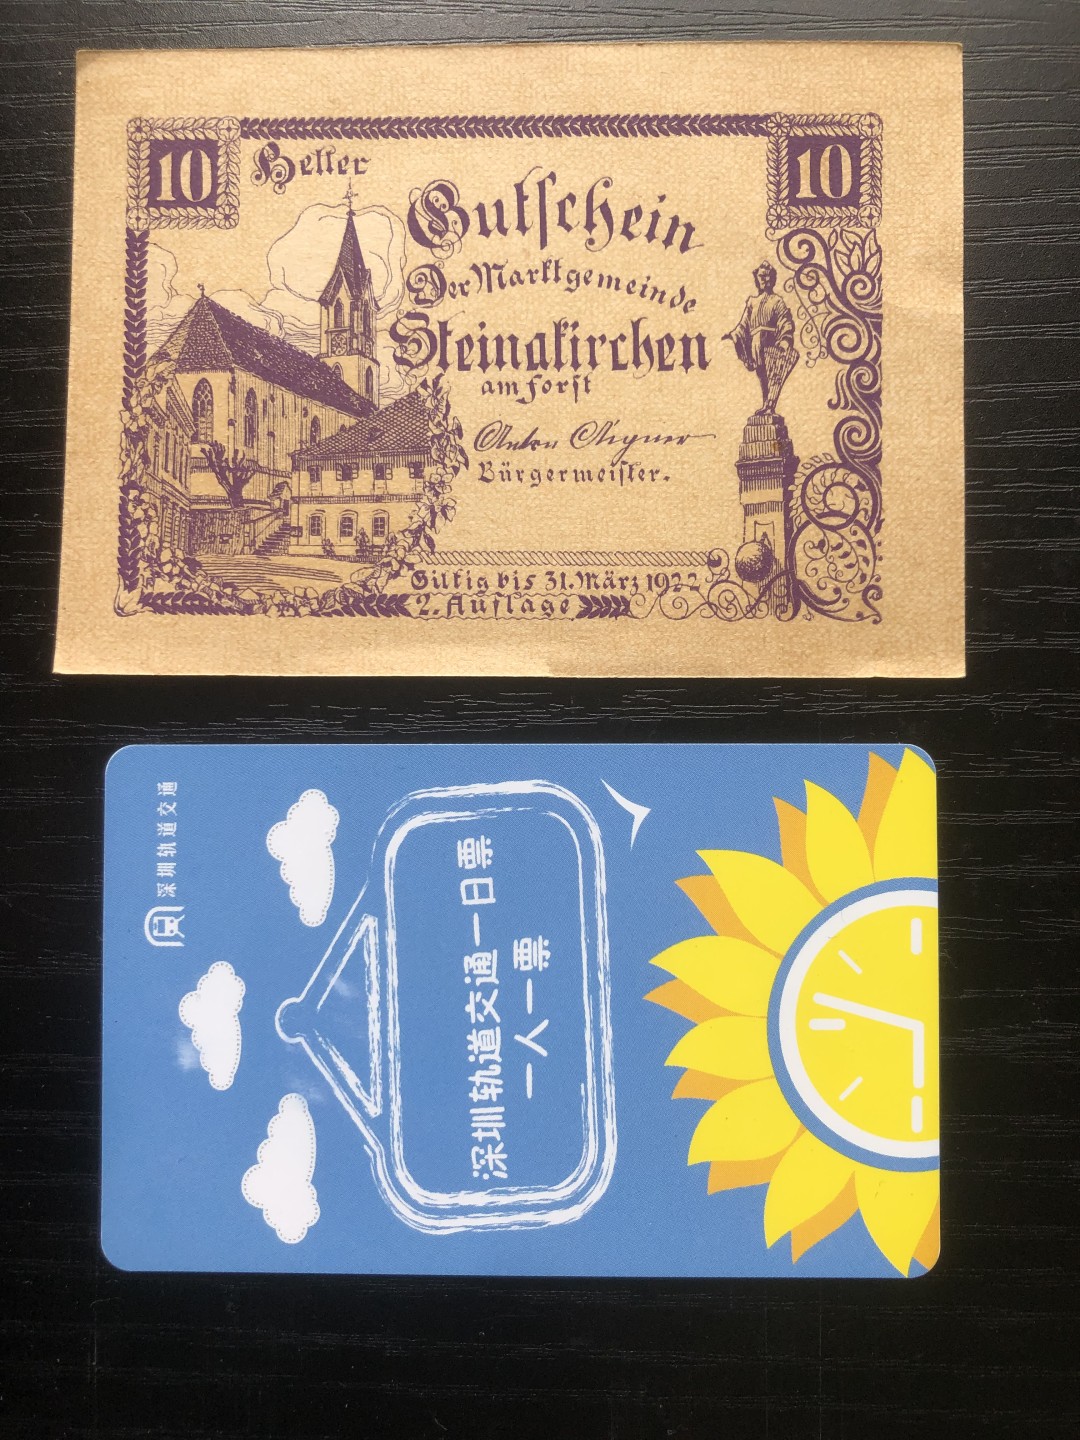 10
Heller
10
Gutschein
Der Marktgemeinde
Steinakirchen
am Forst
Bürgermeister.
Giltig bis 31. März 1922
2. Auflage
深圳轨道交通
深圳轨道交通一日票
一人一票